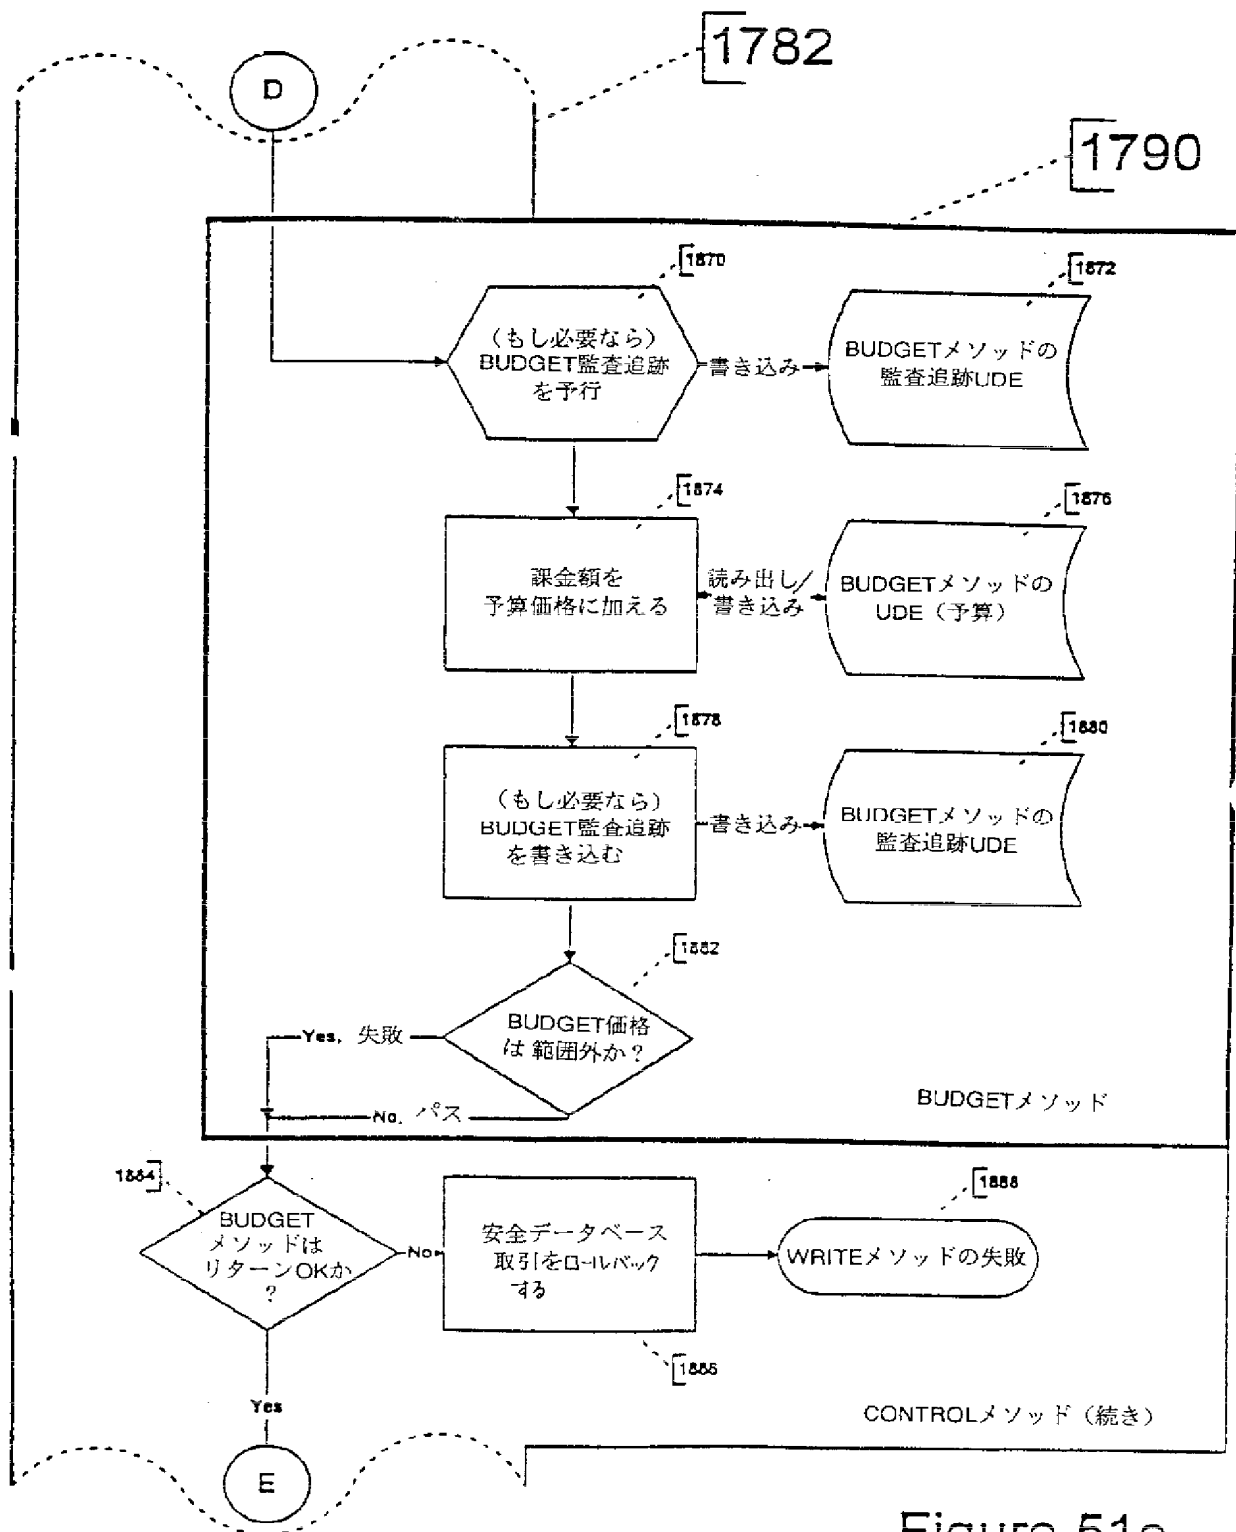 1782
D
1790
1870
1872
(もし必要なら)
BUDGET監査追跡
を予行
書き込み
BUDGETメソッドの
監査追跡UDE
1874
1876
課金額を
予算価格に加える
読み出し/
書き込み
BUDGETメソッドの
UDE(予算)
1878
1880
(もし必要なら)
BUDGET監査追跡
を書き込む
書き込み
BUDGETメソッドの
監査追跡UDE
1882
BUDGET価格
は 範囲外か?
Yes, 失敗
No, パス
BUDGETメソッド
1884
BUDGET
メソッドは
リターンOKか
?
No
安全データベース
取引をロールバック
する
1888
WRITEメソッドの失敗
1886
Yes
CONTROLメソッド(続き)
E
Figure